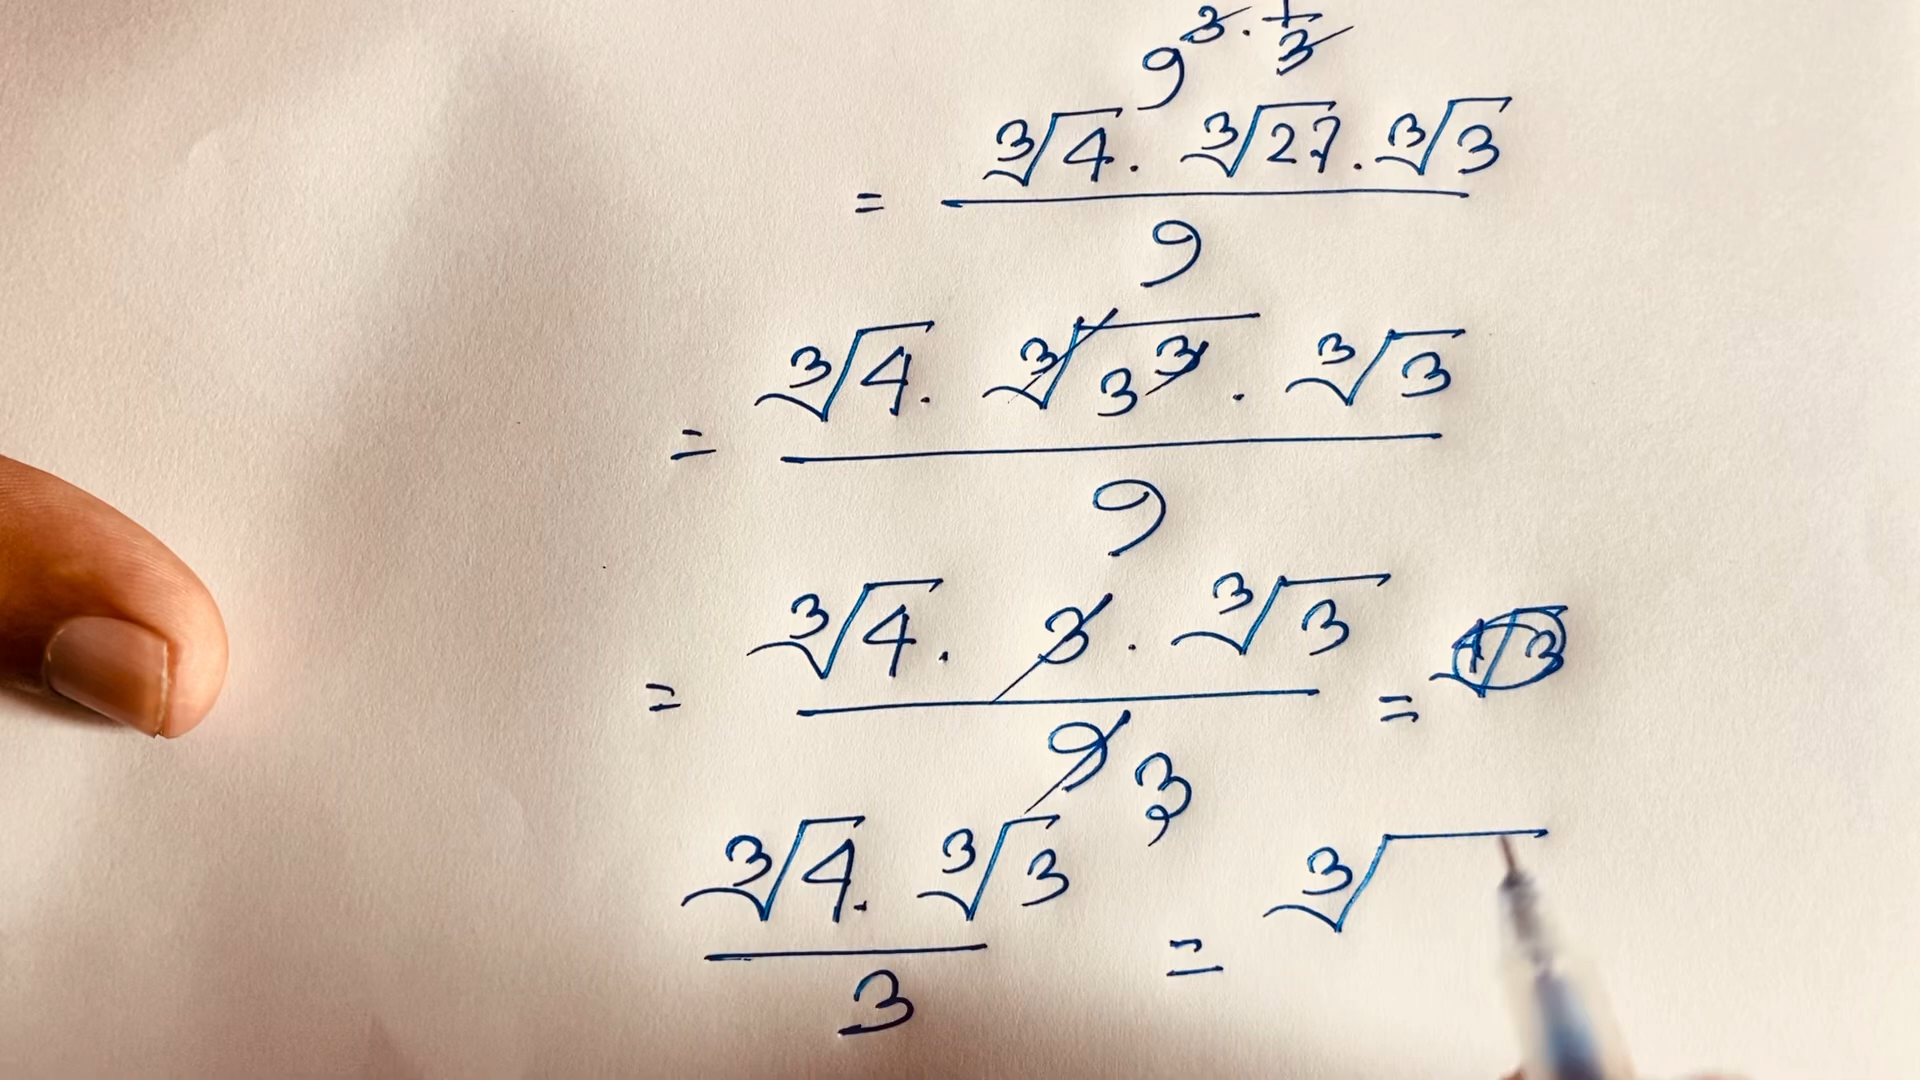 9^{3 · 1/3}
= (∛4 · ∛27 · ∛3) / 9
= (∛4 · ∛3³ · ∛3) / 9
= (∛4 · 3 · ∛3) / 9 3 =
(∛4 · ∛3) / 3 = ∛